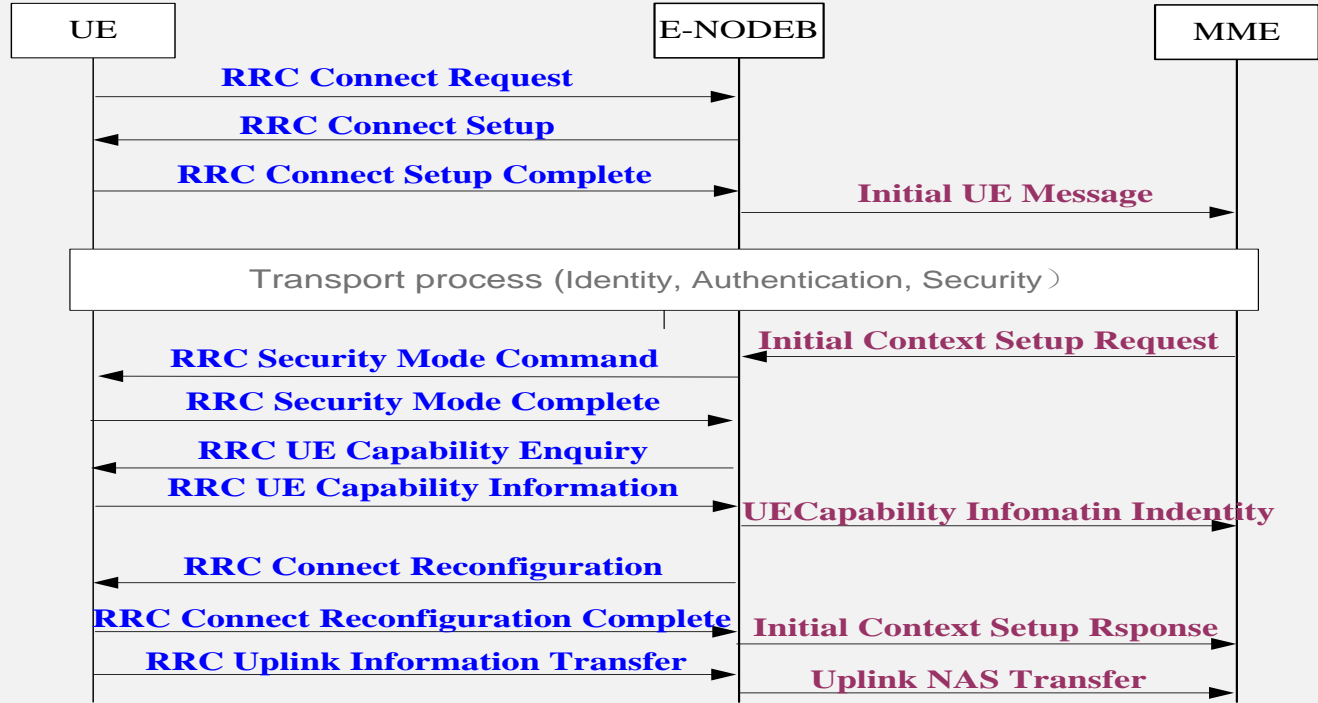 UE
E-NODEB
MME
RRC Connect Request
RRC Connect Setup
RRC Connect Setup Complete
Initial UE Message
Transport process (Identity, Authentication, Security）
Initial Context Setup Request
RRC Security Mode Command
RRC Security Mode Complete
RRC UE Capability Enquiry
RRC UE Capability Information
UECapability Infomatin Indentity
RRC Connect Reconfiguration
RRC Connect Reconfiguration Complete
Initial Context Setup Rsponse
RRC Uplink Information Transfer
Uplink NAS Transfer